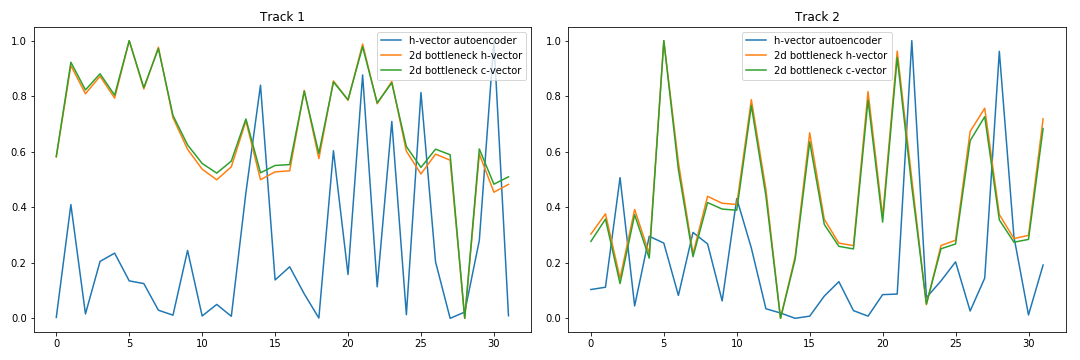 Track 1
h-vector autoencoder
2d bottleneck h-vector
2d bottleneck c-vector
1.0
0.8
0.6
0.4
0.2
0.0
0 5 10 15 20 25 30
Track 2
h-vector autoencoder
2d bottleneck h-vector
2d bottleneck c-vector
1.0
0.8
0.6
0.4
0.2
0.0
0 5 10 15 20 25 30